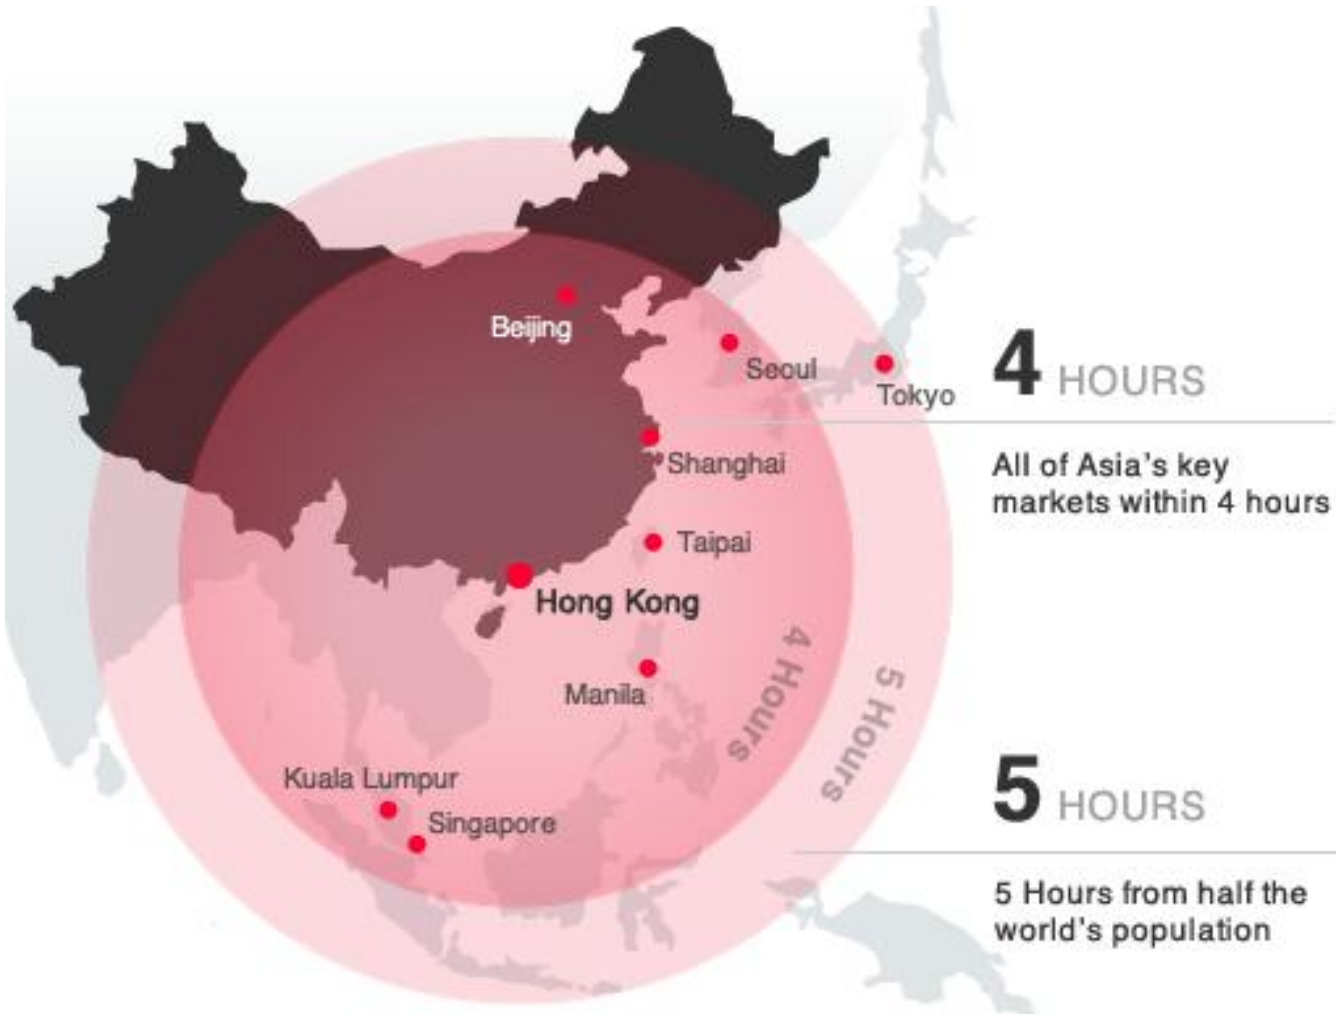 Beijing
Seoul
Tokyo
Shanghai
Taipai
Hong Kong
Manila
Kuala Lumpur
Singapore
4 Hours
5 Hours
4 HOURS
All of Asia's key
markets within 4 hours
5 HOURS
5 Hours from half the
world's population